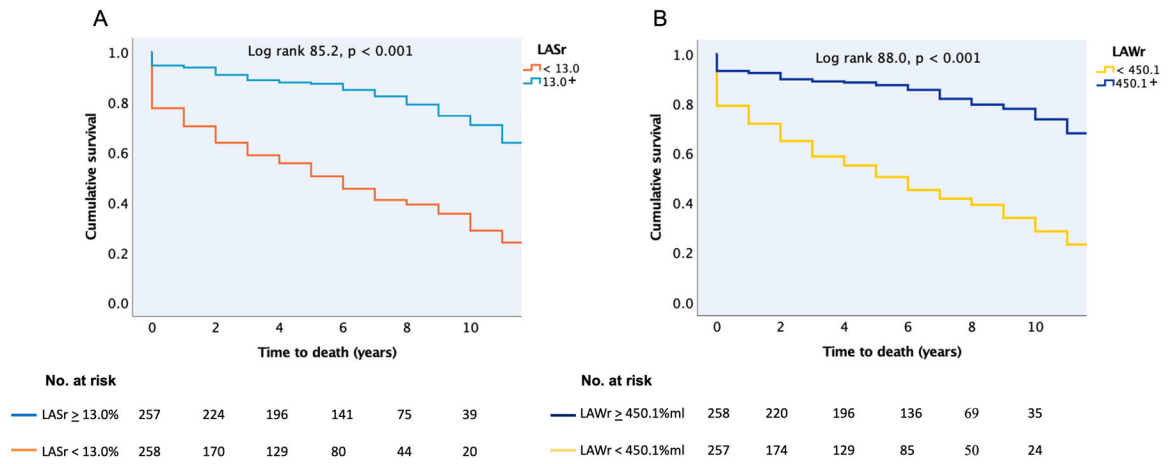 A
Log rank 85.2, p < 0.001
LASr
< 13.0
13.0+
1.0
0.8
0.6
0.4
0.2
0.0
Cumulative survival
0 2 4 6 8 10
Time to death (years)
No. at risk
LASr ≥ 13.0% 257 224 196 141 75 39
LASr < 13.0% 258 170 129 80 44 20
B
Log rank 88.0, p < 0.001
LAWr
< 450.1
450.1+
1.0
0.8
0.6
0.4
0.2
0.0
Cumulative survival
0 2 4 6 8 10
Time to death (years)
No. at risk
LAWr ≥ 450.1%ml 258 220 196 136 69 35
LAWr < 450.1%ml 257 174 129 85 50 24